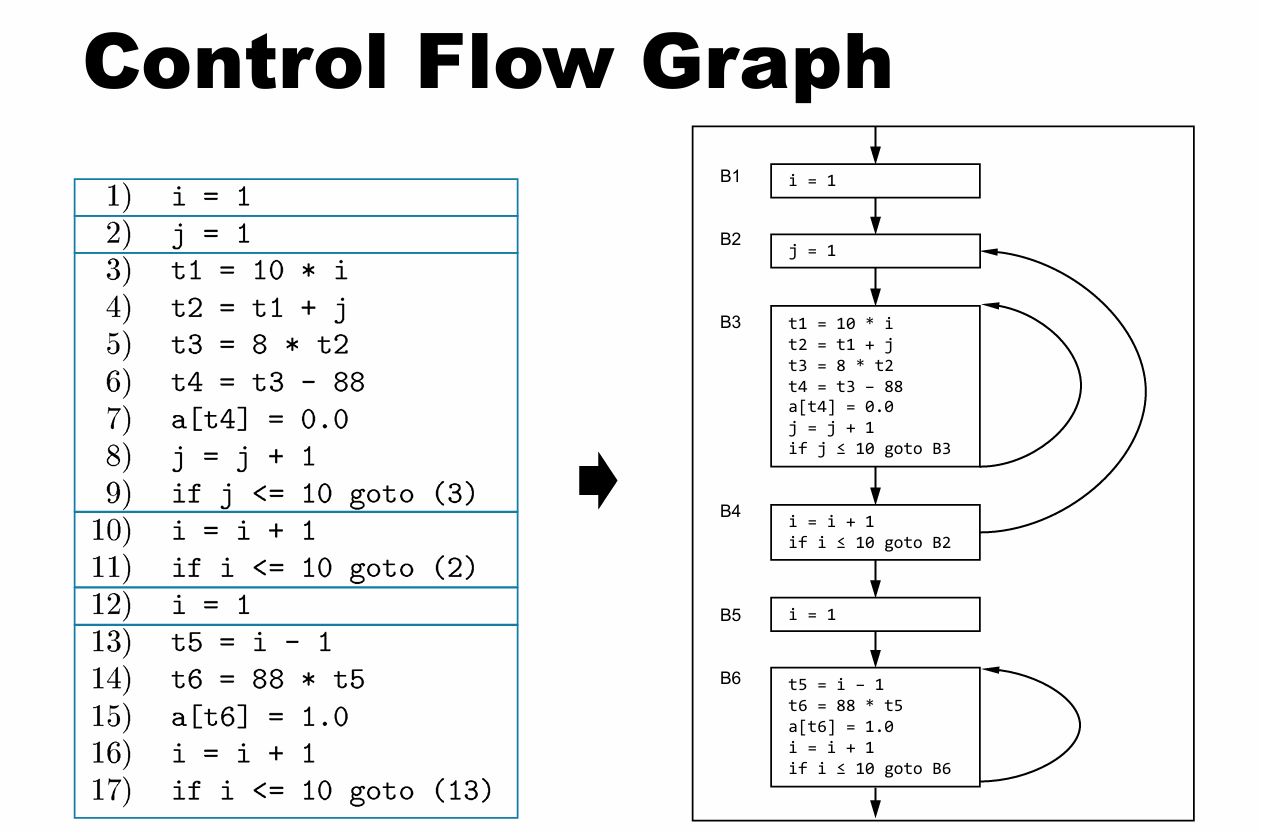 Control Flow Graph
1) i = 1
2) j = 1
3) t1 = 10 * i
4) t2 = t1 + j
5) t3 = 8 * t2
6) t4 = t3 - 88
7) a[t4] = 0.0
8) j = j + 1
9) if j <= 10 goto (3)
10) i = i + 1
11) if i <= 10 goto (2)
12) i = 1
13) t5 = i - 1
14) t6 = 88 * t5
15) a[t6] = 1.0
16) i = i + 1
17) if i <= 10 goto (13)
B1
i = 1
B2
j = 1
B3
t1 = 10 * i
t2 = t1 + j
t3 = 8 * t2
t4 = t3 – 88
a[t4] = 0.0
j = j + 1
if j ≤ 10 goto B3
B4
i = i + 1
if i ≤ 10 goto B2
B5
i = 1
B6
t5 = i – 1
t6 = 88 * t5
a[t6] = 1.0
i = i + 1
if i ≤ 10 goto B6